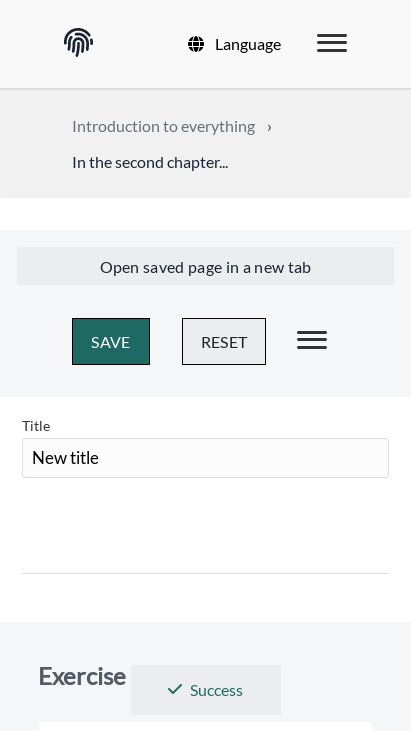 Language
Introduction to everything ›
In the second chapter...
Open saved page in a new tab
SAVE RESET
Title
New title
Exercise
Success